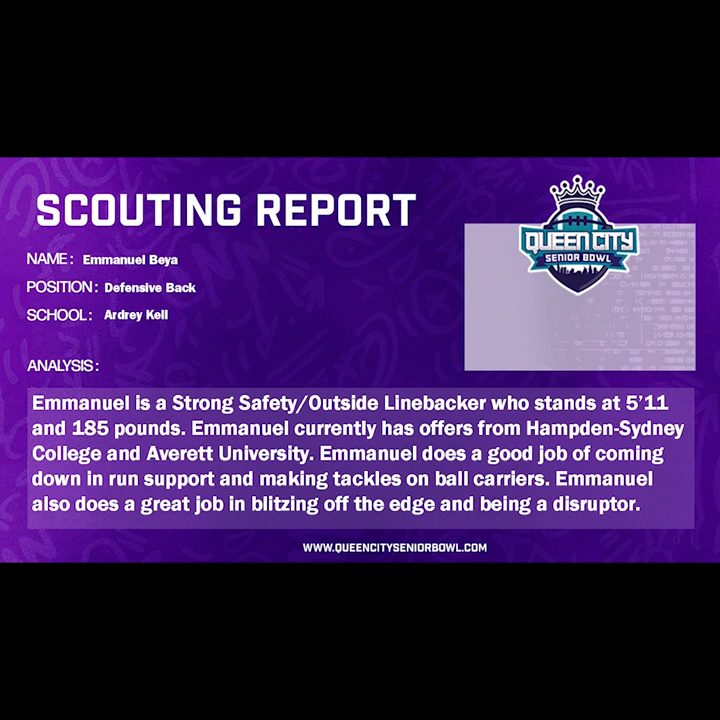 SCOUTING REPORT
QUEEN CITY
SENIOR BOWL
NAME: Emmanuel Beya
POSITION: Defensive Back
SCHOOL: Ardrey Kell
ANALYSIS:
Emmanuel is a Strong Safety/Outside Linebacker who stands at 5'11
and 185 pounds. Emmanuel currently has offers from Hampden-Sydney
College and Averett University. Emmanuel does a good job of coming
down in run support and making tackles on ball carriers. Emmanuel
also does a great job in blitzing off the edge and being a disruptor.
WWW.QUEENCITYSENIORBOWL.COM